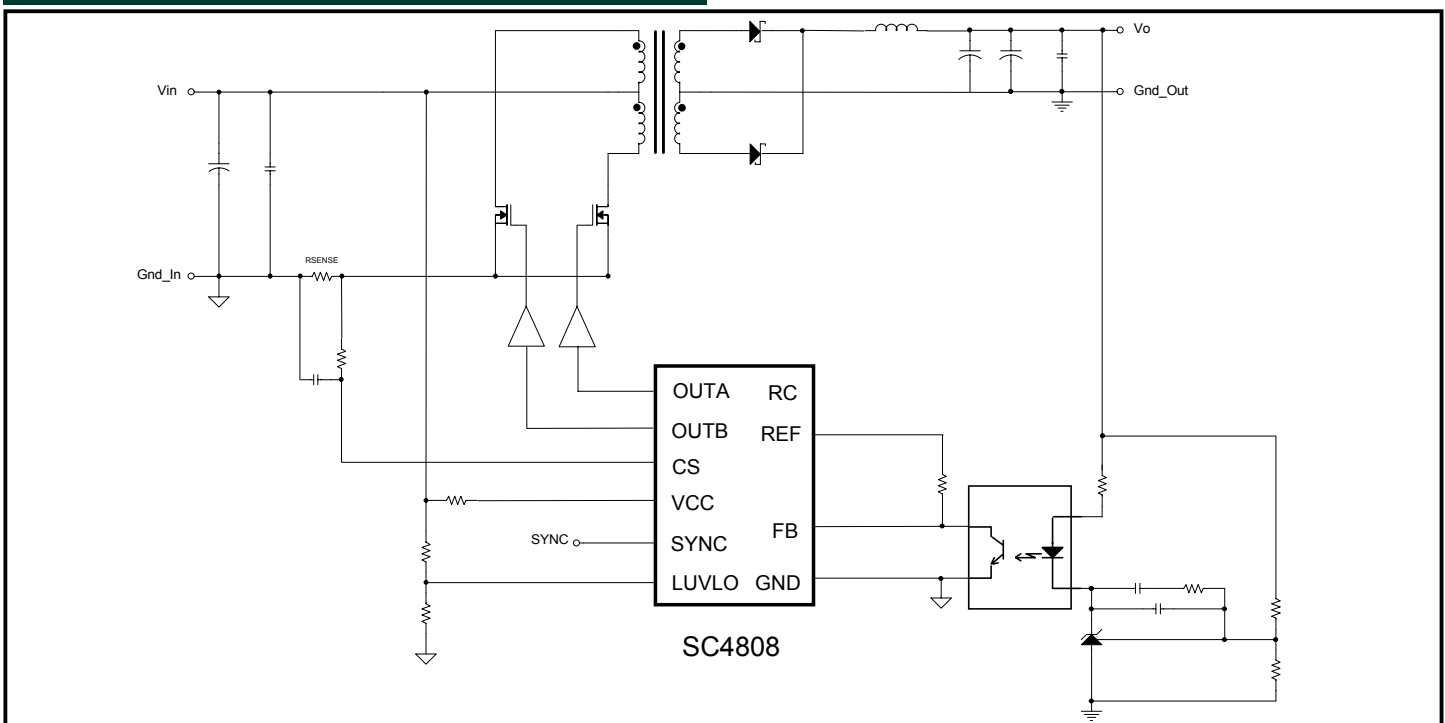 Vo
Vin
Gnd_Out
Gnd_In
RSENSE
OUTA
RC
OUTB
REF
CS
VCC
FB
SYNC
SYNC
LUVLO
GND
SC4808